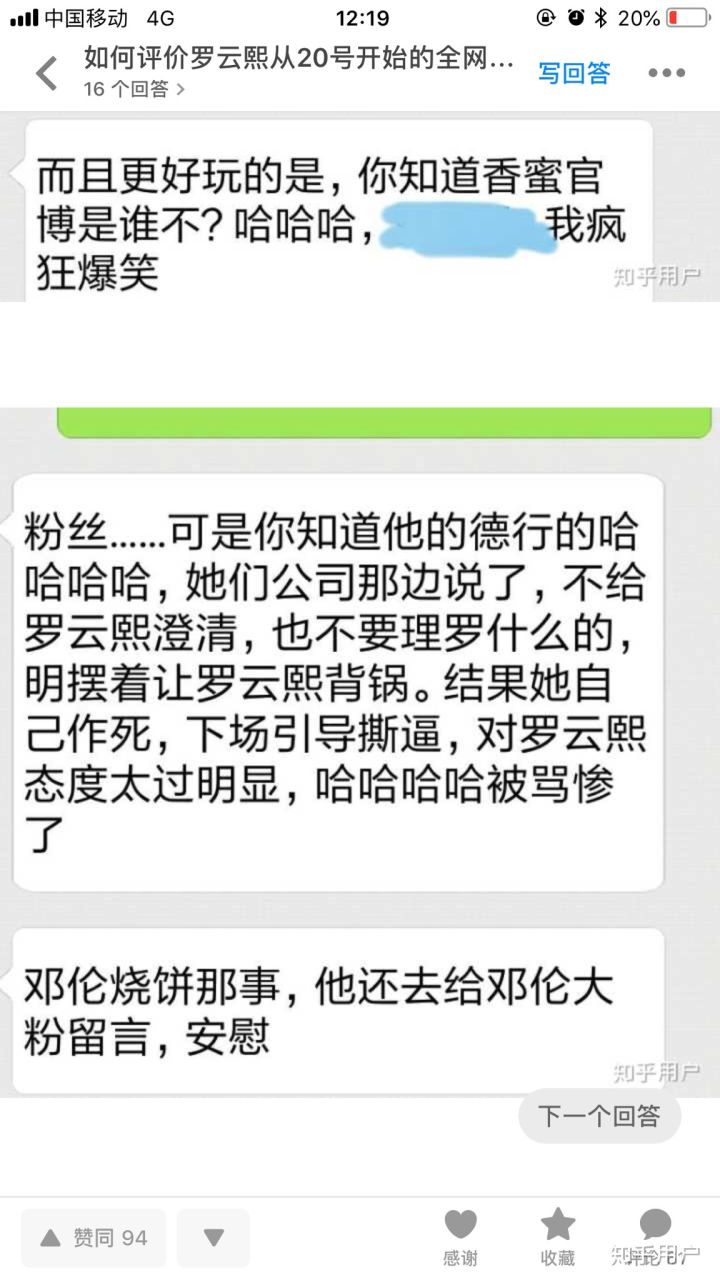 中国移动 4G 12:19 20%
如何评价罗云熙从20号开始的全网...
16 个回答
写回答
而且更好玩的是，你知道香蜜官
博是谁不？哈哈哈，我疯
狂爆笑
知乎用户
粉丝......可是你知道他的德行的哈
哈哈哈，她们公司那边说了，不给
罗云熙澄清，也不要理罗什么的，
明摆着让罗云熙背锅。结果她自
己作死，下场引导撕逼，对罗云熙
态度太过明显，哈哈哈哈被骂惨
了
邓伦烧饼那事，他还去给邓伦大
粉留言，安慰
知乎用户
下一个回答
赞同 94
感谢
收藏
评论 67
知乎用户